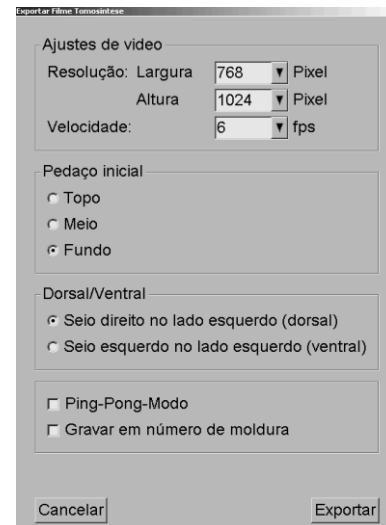 Exportar Filme Tomosintese
Ajustes de video
Resolução: Largura 768 Pixel
Altura 1024 Pixel
Velocidade: 6 fps
Pedaço inicial
Topo
Meio
Fundo
Dorsal/Ventral
Seio direito no lado esquerdo (dorsal)
Seio esquerdo no lado esquerdo (ventral)
Ping-Pong-Modo
Gravar em número de moldura
Cancelar Exportar